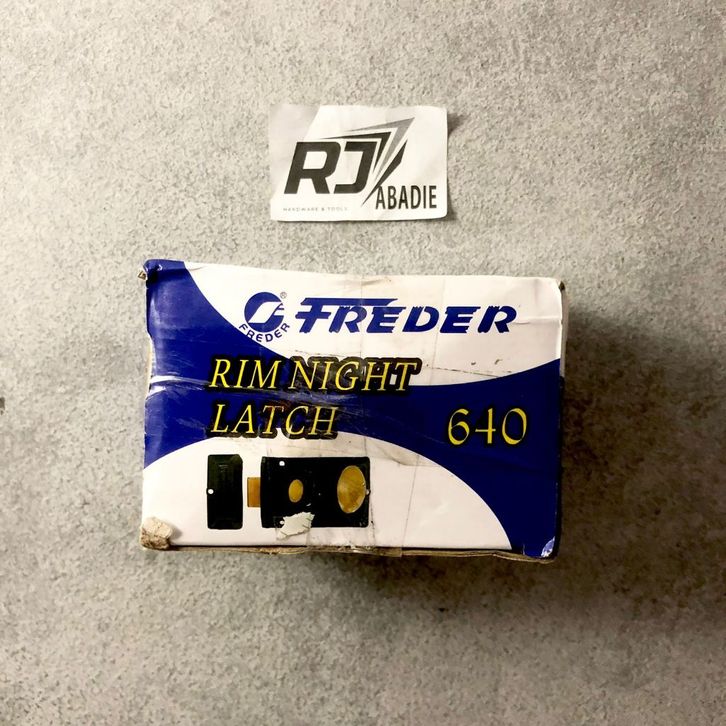 RJ
ABADIE
HARDWARE & TOOLS
FREDER
®
FREDER
RIM NIGHT
LATCH
640